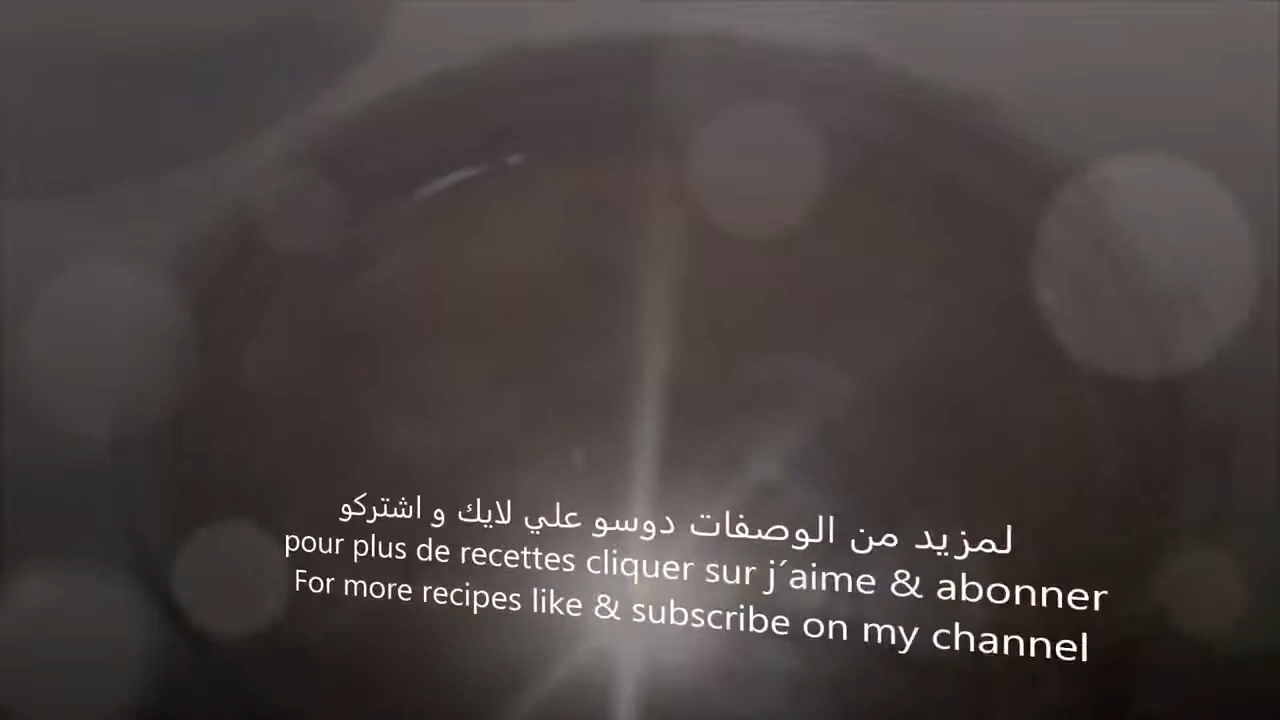 لمزيد من الوصفات دوسو علي لايك و اشتركو
pour plus de recettes cliquer sur j´aime & abonner
For more recipes like & subscribe on my channel